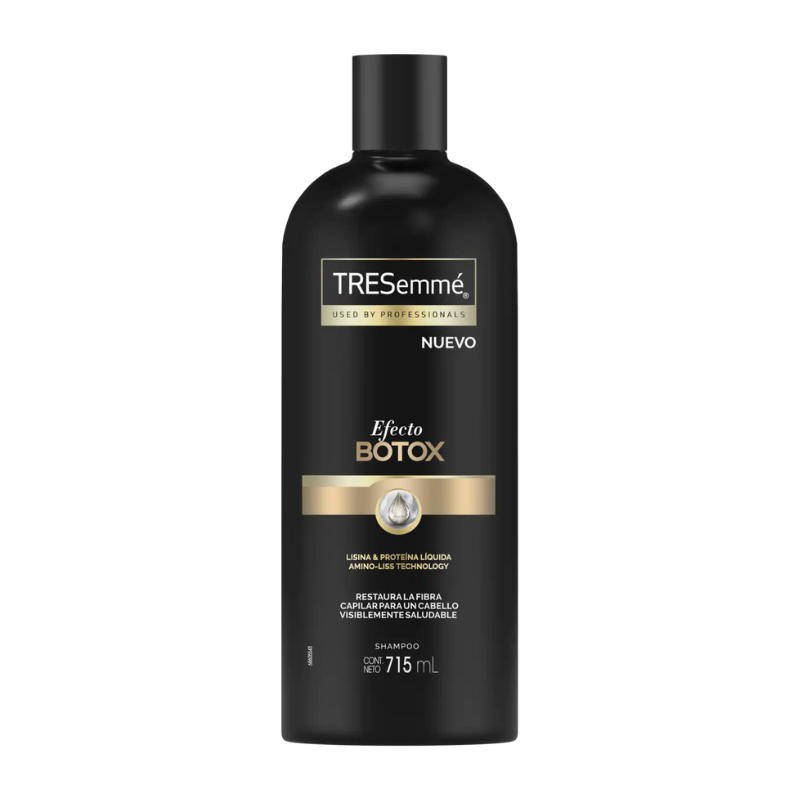 TRESemmé®
USED BY PROFESSIONALS
NUEVO
Efecto
BOTOX
LISINA & PROTEÍNA LÍQUIDA
AMINO-LISS TECHNOLOGY
RESTAURA LA FIBRA
CAPILAR PARA UN CABELLO
VISIBLEMENTE SALUDABLE
SHAMPOO
CONT. NETO 715 mL